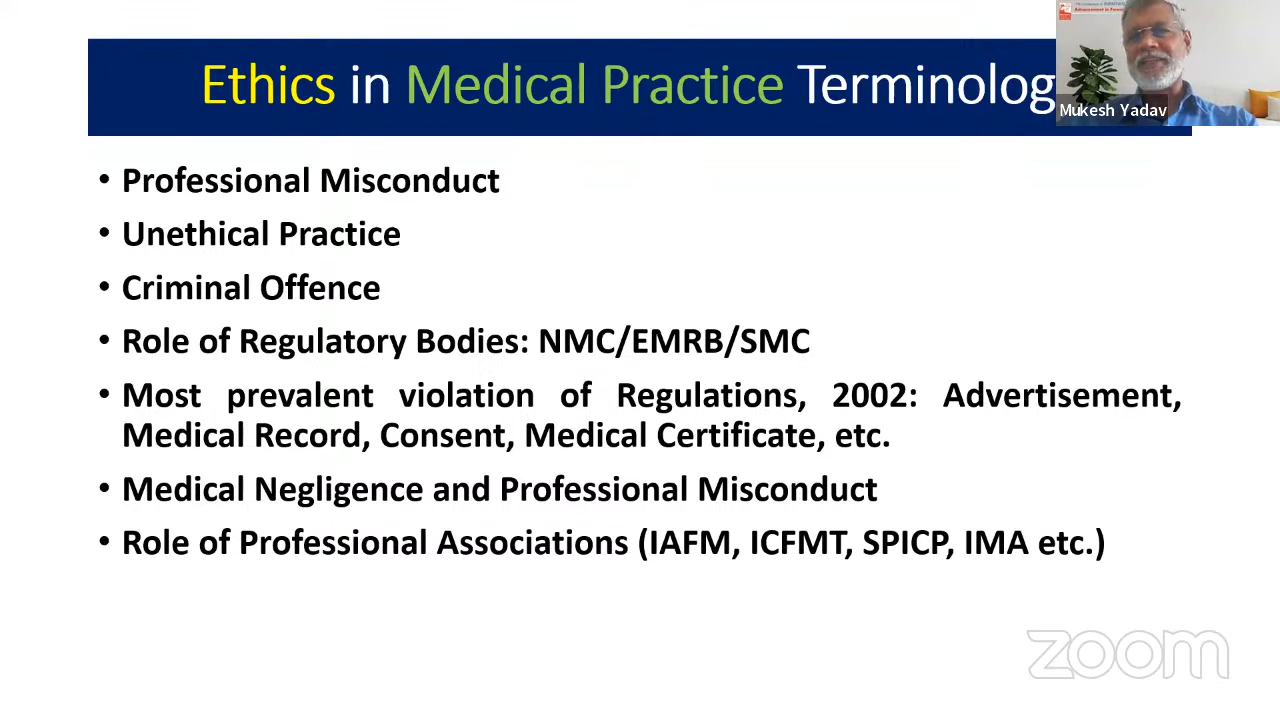 Ethics in Medical Practice Terminolog
Mukesh Yadav
• Professional Misconduct
• Unethical Practice
• Criminal Offence
• Role of Regulatory Bodies: NMC/EMRB/SMC
• Most prevalent violation of Regulations, 2002: Advertisement,
Medical Record, Consent, Medical Certificate, etc.
• Medical Negligence and Professional Misconduct
• Role of Professional Associations (IAFM, ICFMT, SPICP, IMA etc.)
zoom